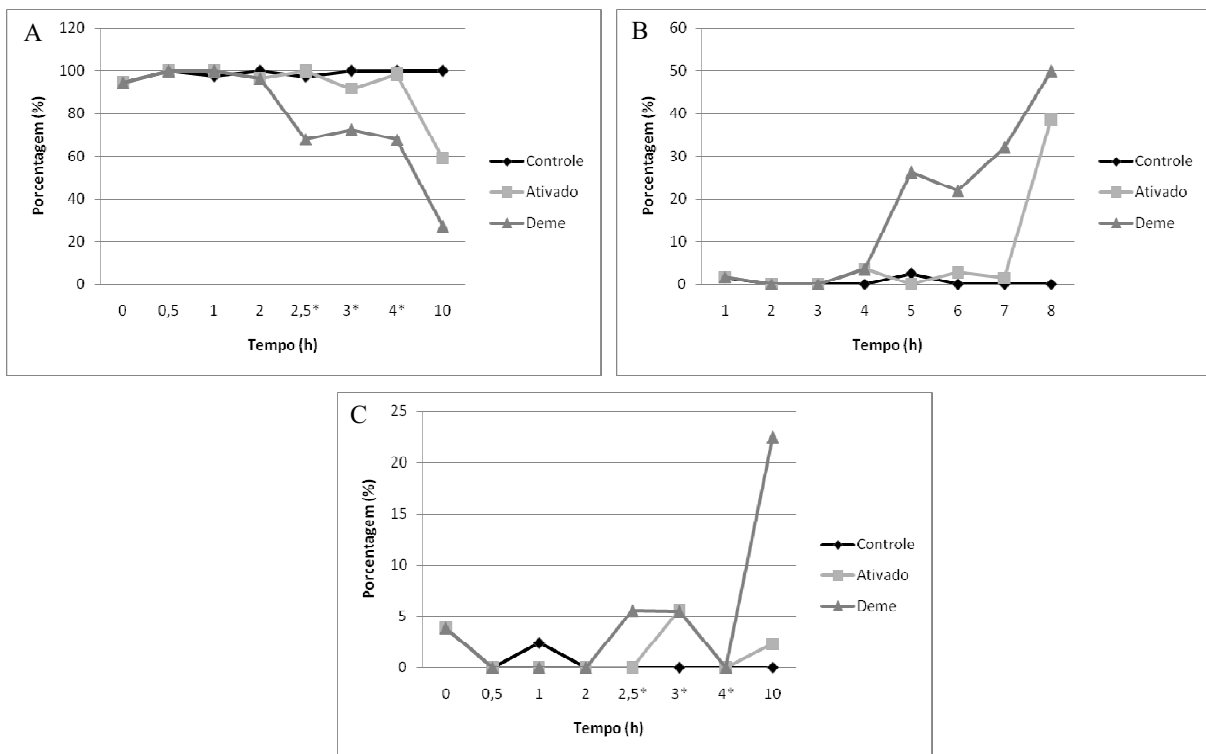 A
Porcentagem (%)
120
100
80
60
40
20
0
0 0,5 1 2 2,5* 3* 4* 10
Tempo (h)
Controle
Ativado
Deme
B
Porcentagem (%)
60
50
40
30
20
10
0
1 2 3 4 5 6 7 8
Tempo (h)
Controle
Ativado
Deme
C
Porcentagem (%)
25
20
15
10
5
0
0 0,5 1 2 2,5* 3* 4* 10
Tempo (h)
Controle
Ativado
Deme